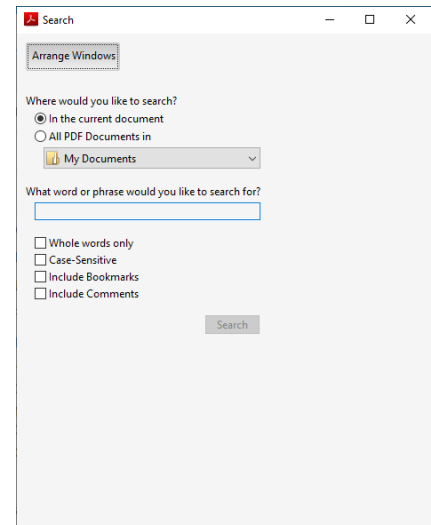 Search
Arrange Windows
Where would you like to search?
In the current document
All PDF Documents in
My Documents
What word or phrase would you like to search for?
Whole words only
Case-Sensitive
Include Bookmarks
Include Comments
Search